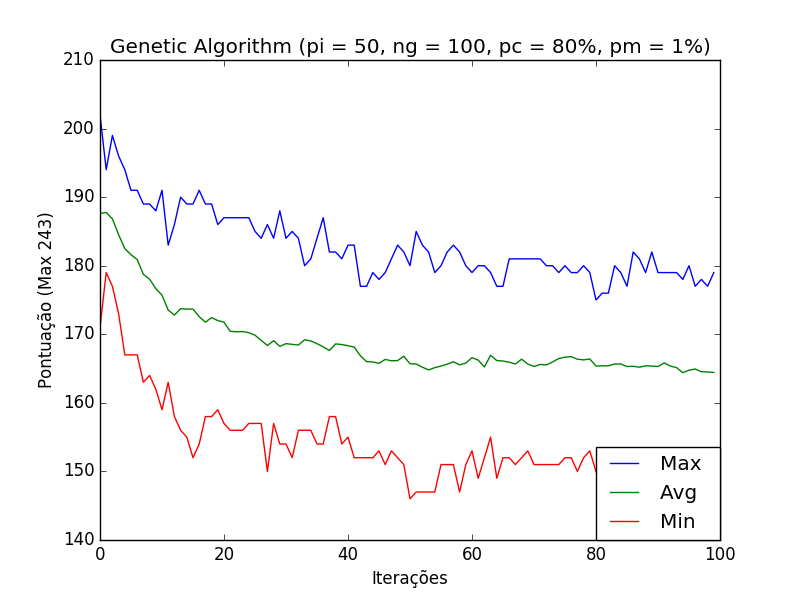 Genetic Algorithm (pi = 50, ng = 100, pc = 80%, pm = 1%)
210
200
190
180
170
160
150
140
Pontuação (Max 243)
0 20 40 60 80 100
Iterações
Max
Avg
Min